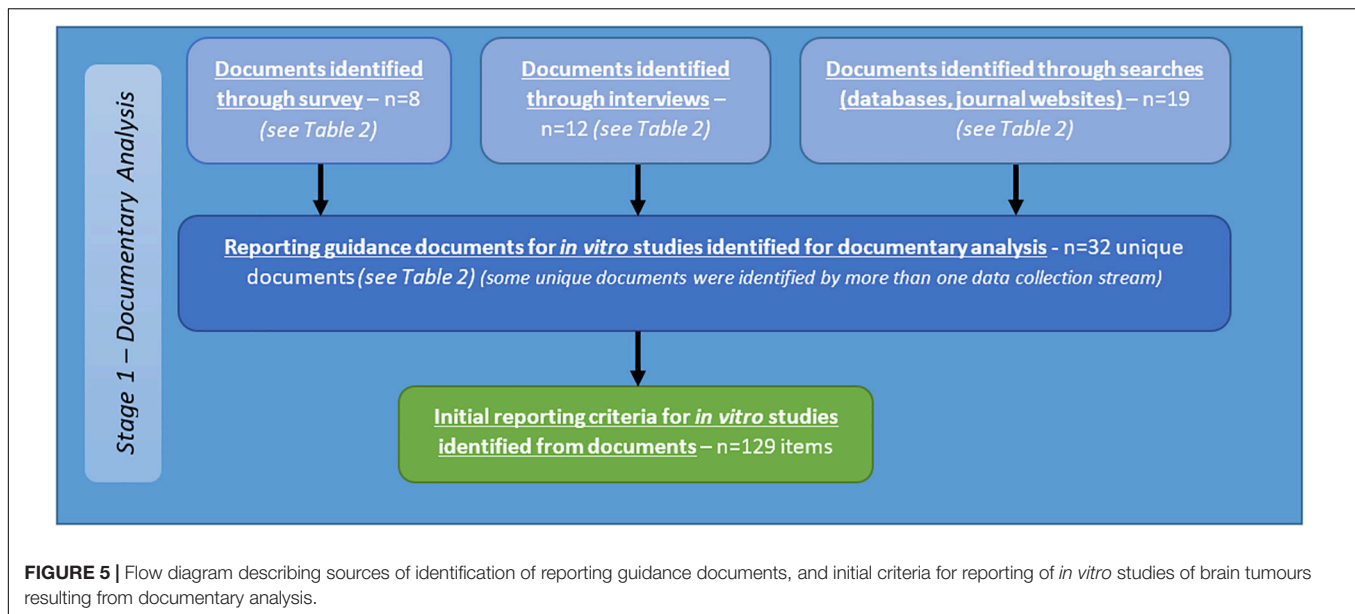 Stage 1 – Documentary Analysis
Documents identified
through survey – n=8
(see Table 2)
Documents identified
through interviews –
n=12 (see Table 2)
Documents identified through searches
(databases, journal websites) – n=19
(see Table 2)
Reporting guidance documents for in vitro studies identified for documentary analysis - n=32 unique
documents (see Table 2) (some unique documents were identified by more than one data collection stream)
Initial reporting criteria for in vitro studies
identified from documents – n=129 items
FIGURE 5 | Flow diagram describing sources of identification of reporting guidance documents, and initial criteria for reporting of in vitro studies of brain tumours
resulting from documentary analysis.